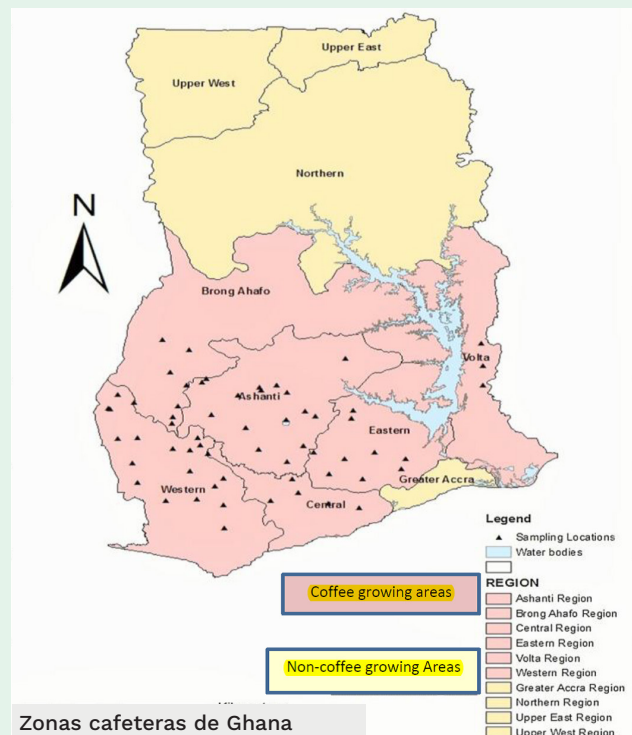 Upper East
Upper West
Northern
N
Brong Ahafo
Volta
Ashanti
Eastern
Greater Accra
Western
Central
Legend
Sampling Locations
Water bodies
REGION
Ashanti Region
Brong Ahafo Region
Central Region
Eastern Region
Volta Region
Western Region
Greater Accra Region
Northern Region
Upper East Region
Upper West Region
Coffee growing areas
Non-coffee growing Areas
Zonas cafeteras de Ghana